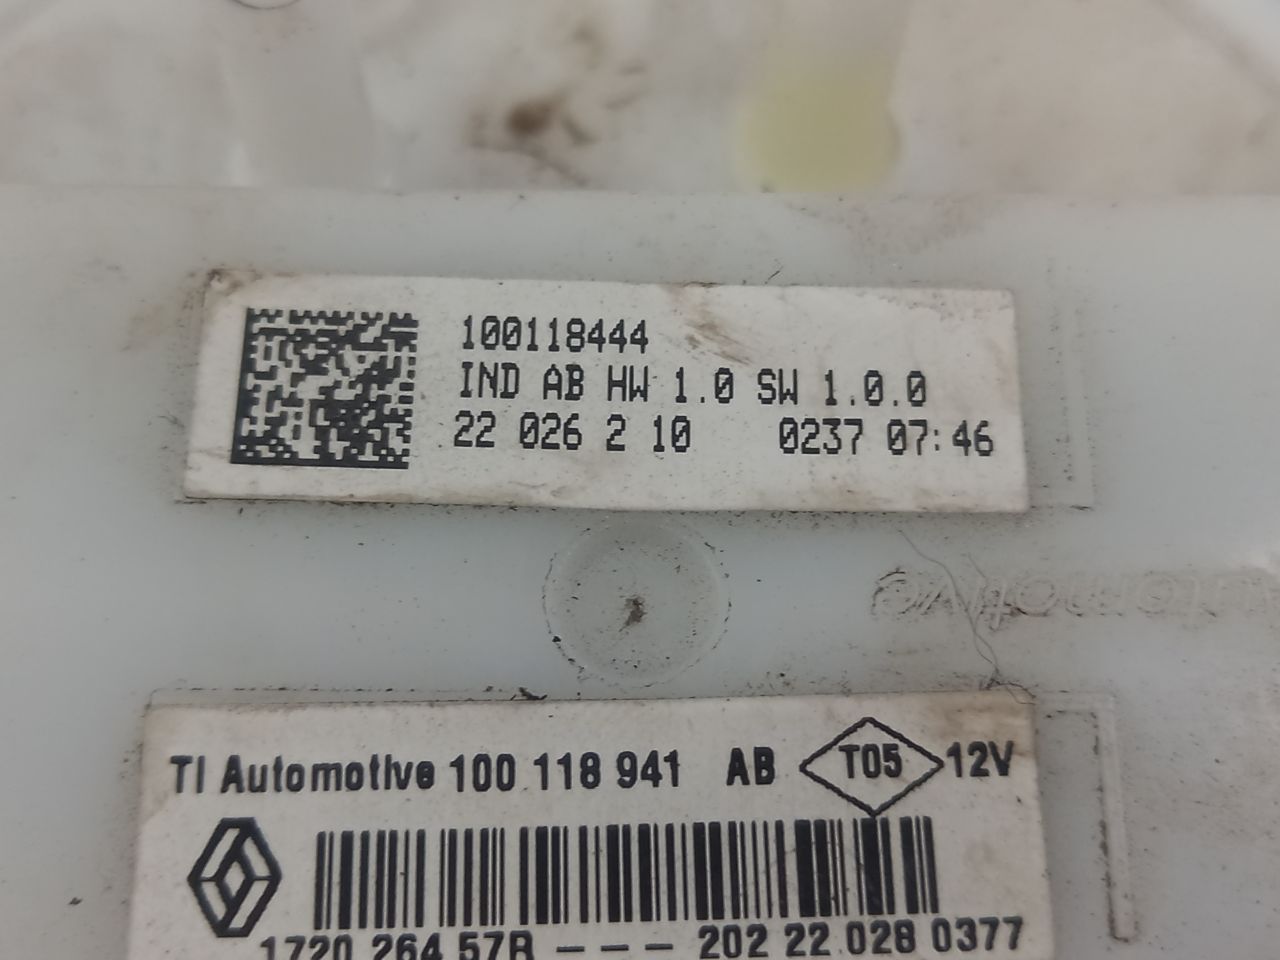 100118444
IND AB HW 1.0 SW 1.0.0
22 026 2 10 0237 07:46
utomotive
TI Automotive 100 118 941 AB T05 12V
1720 264 57R --- 202 22 028 0377